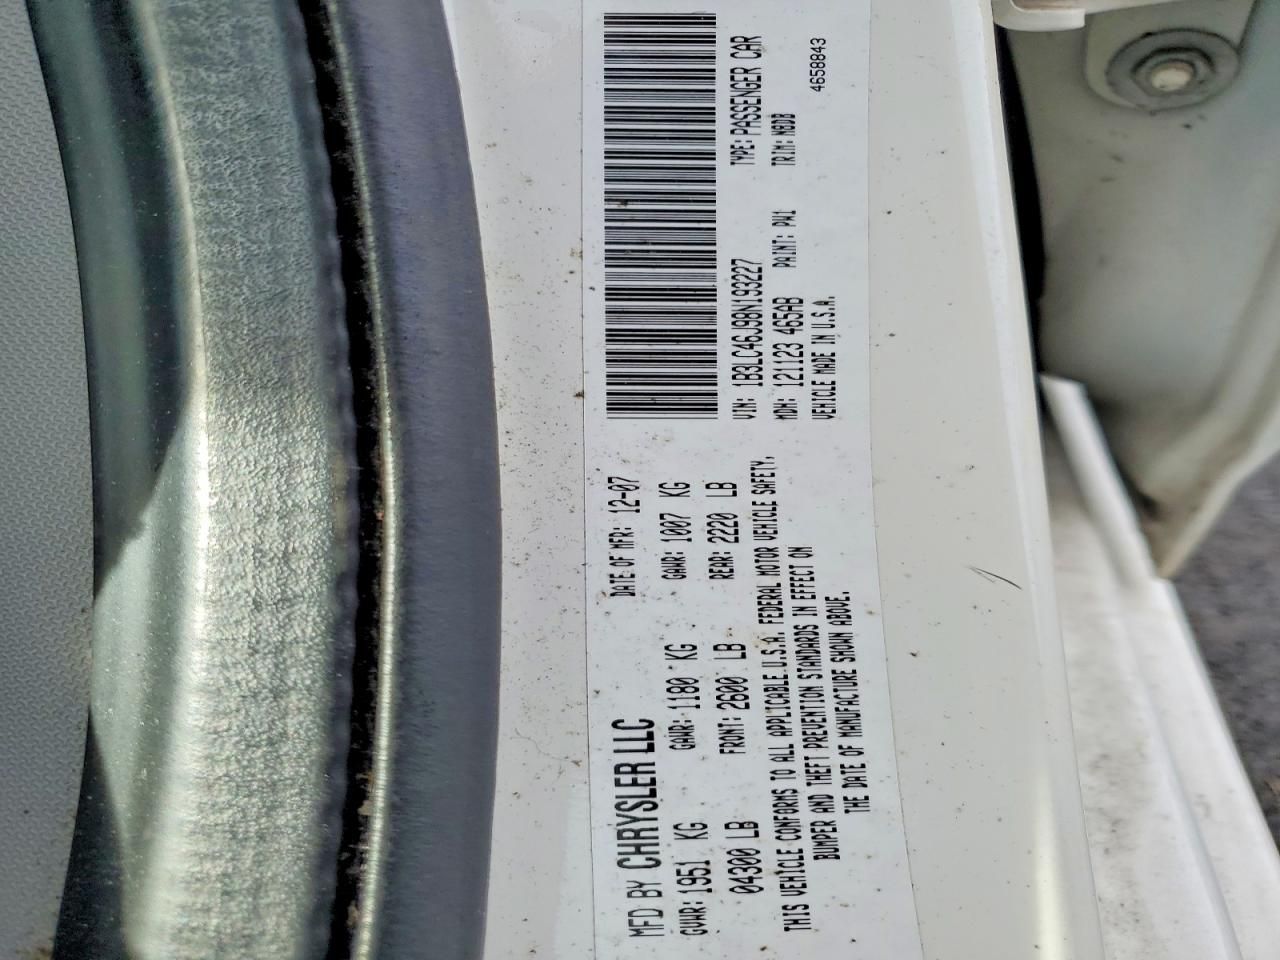 MFD BY CHRYSLER LLC
DATE OF MFR: 12-07
GVWR: 1951 KG
GAWR: 1180 KG
GAWR: 1007 KG
04300 LB
FRONT: 2600 LB
REAR: 2220 LB
THIS VEHICLE CONFORMS TO ALL APPLICABLE U.S.A. FEDERAL MOTOR VEHICLE SAFETY,
BUMPER AND THEFT PREVENTION STANDARDS IN EFFECT ON
THE DATE OF MANUFACTURE SHOWN ABOVE.
VIN: 1B3LC46J98N193227
TYPE: PASSENGER CAR
MDH: 121123 465AB
PAINT: PW1
TRIM: M8DB
VEHICLE MADE IN U.S.A.
4658843